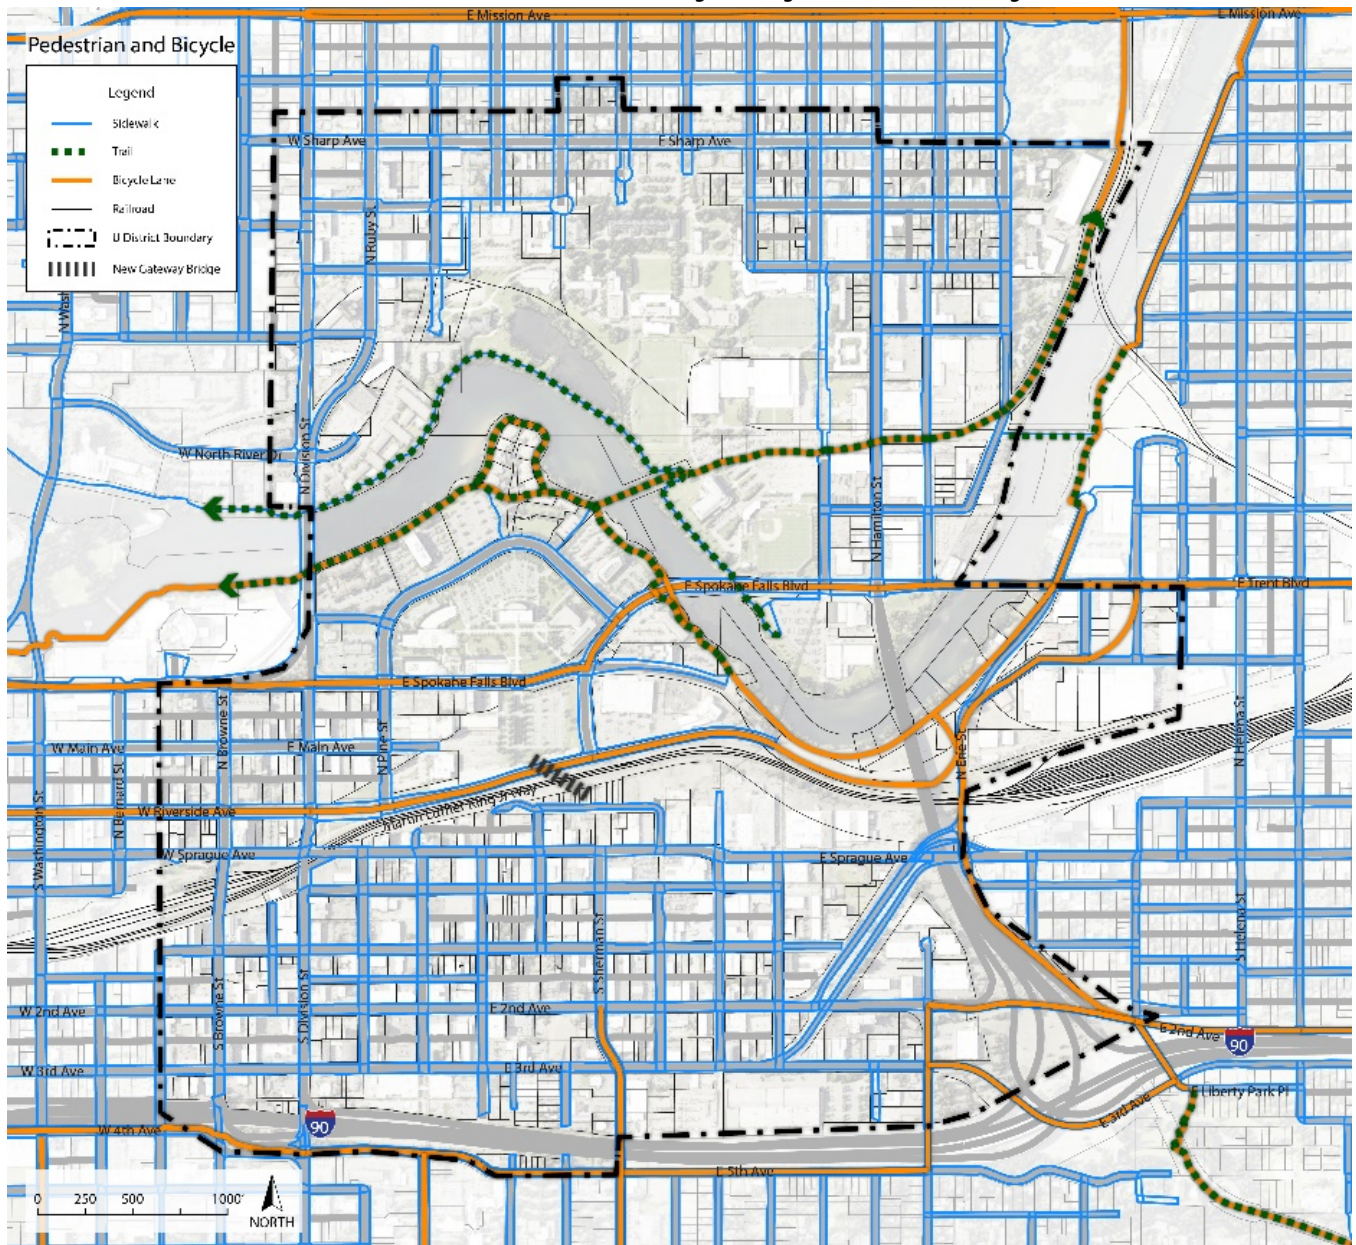 E Mission Ave
E Mission Ave
Pedestrian and Bicycle
Legend
Sidewalk
Trail
Bicycle Lane
Railroad
U District Boundary
New Gateway Bridge
W Sharp Ave
E Sharp Ave
N Ruby St
N Wash
N Division St
W North River Dr
N Hamilton St
E Spokane Falls Blvd
E Trent Blvd
E Spokane Falls Blvd
N Browne St
N Pine St
N Erie St
N Helena St
W Main Ave
E Main Ave
N Bernard St
W Riverside Ave
Martin Luther King Jr Way
S Washington St
W Sprague Ave
E Sprague Ave
S Sherman St
S Helena St
S Browne St
S Division St
W 2nd Ave
E 2nd Ave
E 2nd Ave
90
W 3rd Ave
E 3rd Ave
E Liberty Park Pl
E 3rd Ave
90
W 4th Ave
E 5th Ave
0 250 500 1000'
NORTH